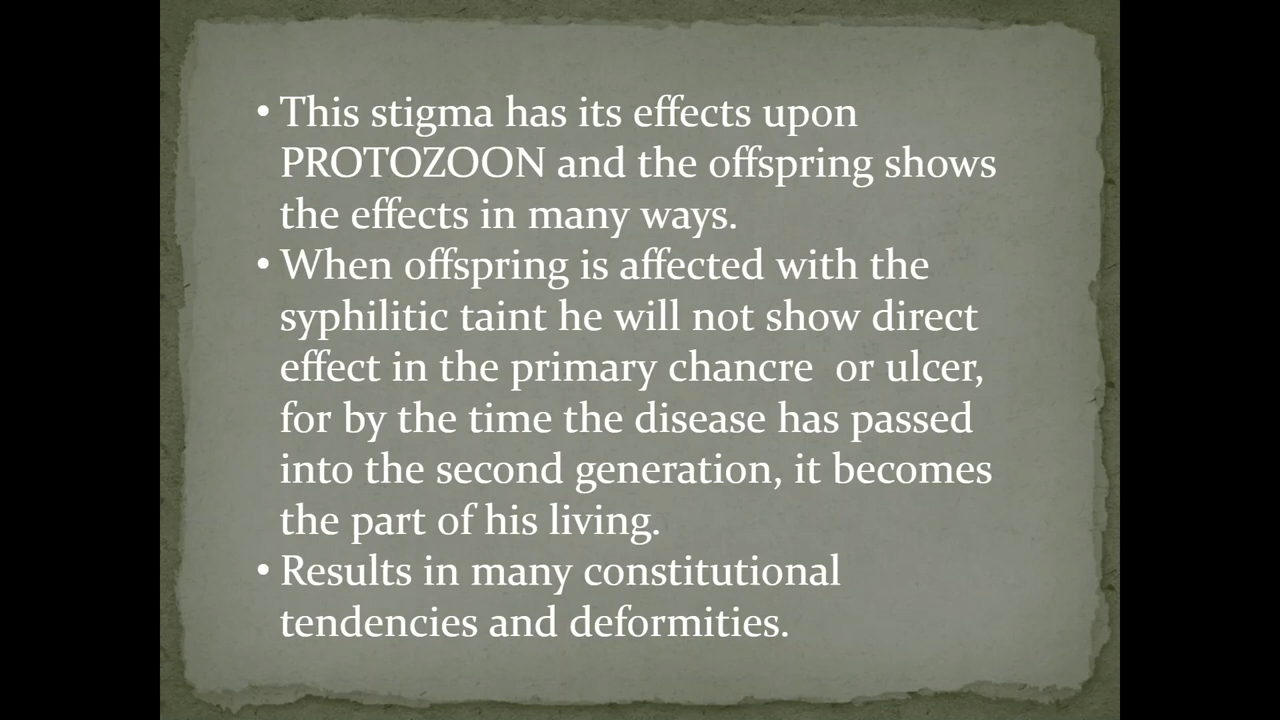 • This stigma has its effects upon
PROTOZOON and the offspring shows
the effects in many ways.
• When offspring is affected with the
syphilitic taint he will not show direct
effect in the primary chancre  or ulcer,
for by the time the disease has passed
into the second generation, it becomes
the part of his living.
• Results in many constitutional
tendencies and deformities.